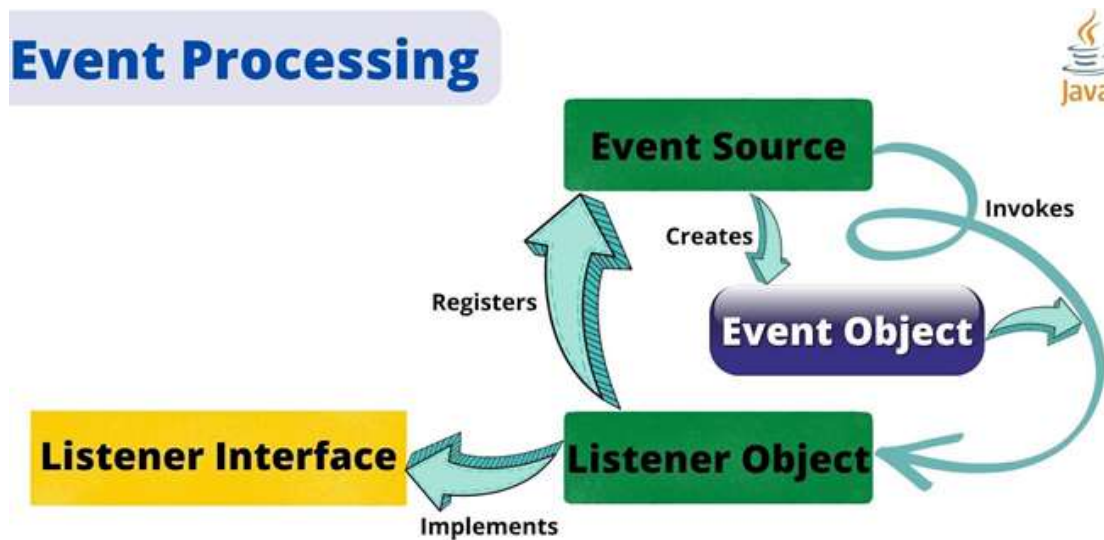 Event Processing
Java
Event Source
Invokes
Creates
Registers
Event Object
Listener Interface
Listener Object
Implements